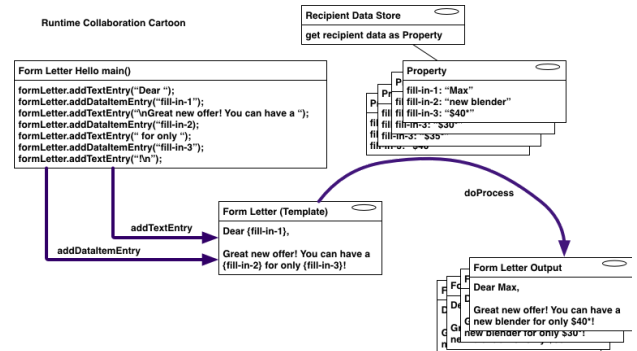 Runtime Collaboration Cartoon
Recipient Data Store
get recipient data as Property
Form Letter Hello main()
formLetter.addTextEntry(“Dear “);
formLetter.addDataItemEntry(“fill-in-1”);
formLetter.addTextEntry(“\nGreat new offer! You can have a “);
formLetter.addDataItemEntry(“fill-in-2);
formLetter.addTextEntry(“ for only “);
formLetter.addDataItemEntry(“fill-in-3”);
formLetter.addTextEntry(“!\n”);
Property
fill-in-1: “Max”
fill-in-2: “new blender”
fill-in-3: “$40*”
fill-in-3: “$30”
fill-in-3: “$35”
doProcess
addTextEntry
addDataItemEntry
Form Letter (Template)
Dear {fill-in-1},
Great new offer! You can have a
{fill-in-2} for only {fill-in-3}!
Form Letter Output
Dear Max,
Great new offer! You can have a
new blender for only $40*!
new blender for only $30*!